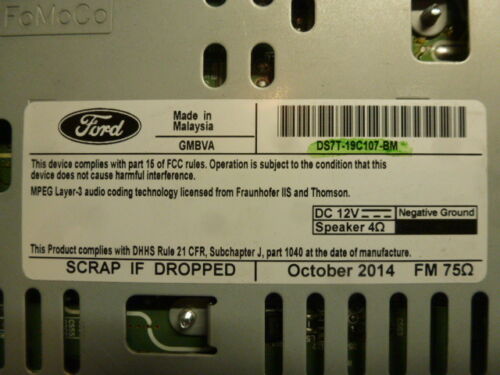 FoMoCo
Ford
Made in
Malaysia
GMBVA
DS7T-19C107-BM
This device complies with part 15 of FCC rules. Operation is subject to the condition that this
device does not cause harmful interference.
MPEG Layer-3 audio coding technology licensed from Fraunhofer IIS and Thomson.
DC 12V Negative Ground
Speaker 4Ω
This Product complies with DHHS Rule 21 CFR, Subchapter J, part 1040 at the date of manufacture.
SCRAP IF DROPPED October 2014 FM 75Ω